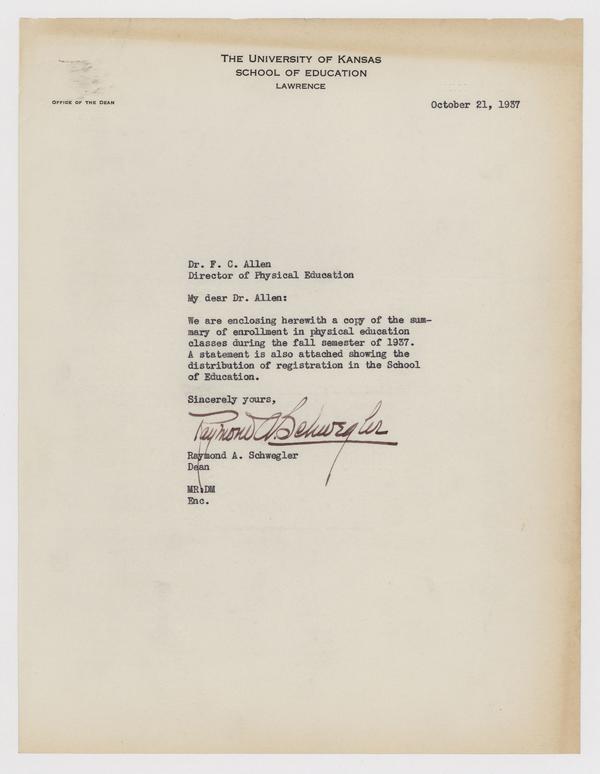 THE UNIVERSITY OF KANSAS
SCHOOL OF EDUCATION
LAWRENCE
OFFICE OF THE DEAN
October 21, 1937
Dr. F. C. Allen
Director of Physical Education
My dear Dr. Allen:
We are enclosing herewith a copy of the sum-
mary of enrollment in physical education
classes during the fall semester of 1937.
A statement is also attached showing the
distribution of registration in the School
of Education.
Sincerely yours,
Raymond A. Schwegler
Raymond A. Schwegler
Dean
MR:DM
Enc.